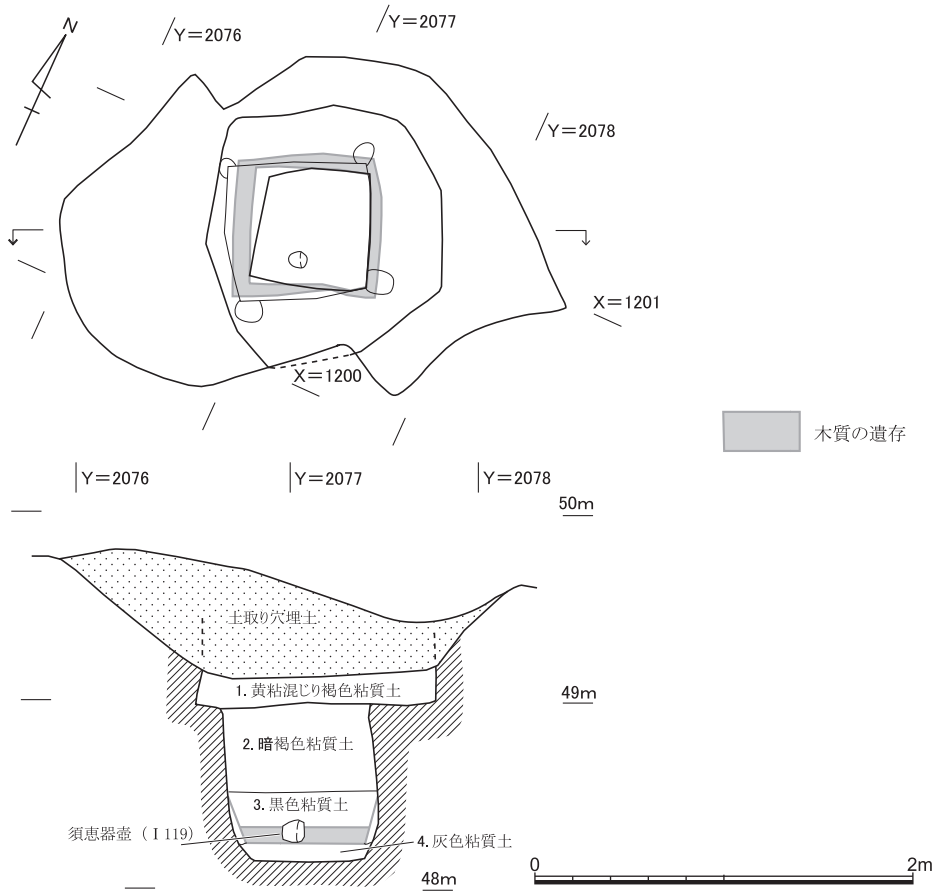 N
Y＝2076
Y＝2077
Y＝2078
X＝1201
X＝1200
木質の遺存
Y＝2076
Y＝2077
Y＝2078
50m
土取り穴埋土
1. 黄粘混じり褐色粘質土
49m
2. 暗褐色粘質土
3. 黒色粘質土
須恵器壺（Ⅰ119）
4. 灰色粘質土
48m
0
2m